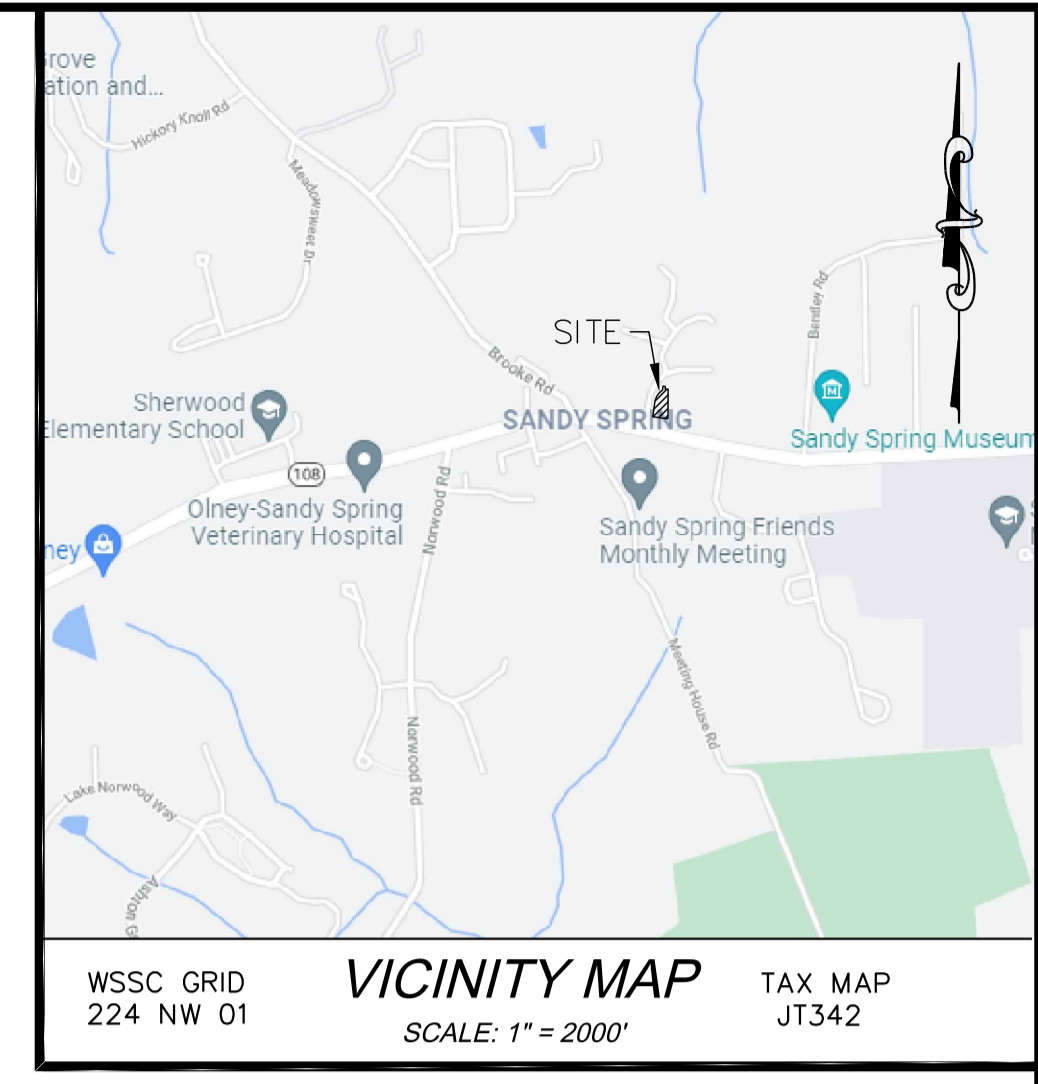 Grove
ation and...
Hickory Knoll Rd
Meadowsweet Dr
Bentley Rd
SITE
Brooke Rd
Sherwood
Elementary School
SANDY SPRING
Sandy Spring Museum
108
Olney-Sandy Spring
Veterinary Hospital
Norwood Rd
Sandy Spring Friends
Monthly Meeting
ney
Meeting House Rd
Norwood Rd
Lake Norwood Way
Ashton G
WSSC GRID
224 NW 01
VICINITY MAP
SCALE: 1" = 2000'
TAX MAP
JT342